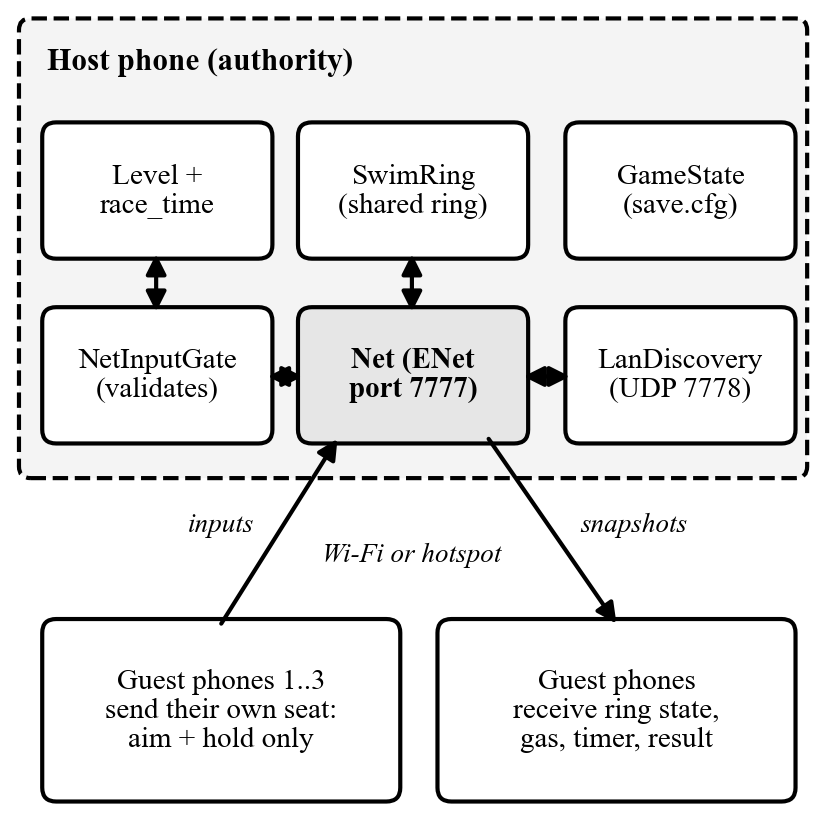 Host phone (authority)
Level +
race_time
SwimRing
(shared ring)
GameState
(save.cfg)
NetInputGate
(validates)
Net (ENet
port 7777)
LanDiscovery
(UDP 7778)
inputs
snapshots
Wi-Fi or hotspot
Guest phones 1..3
send their own seat:
aim + hold only
Guest phones
receive ring state,
gas, timer, result